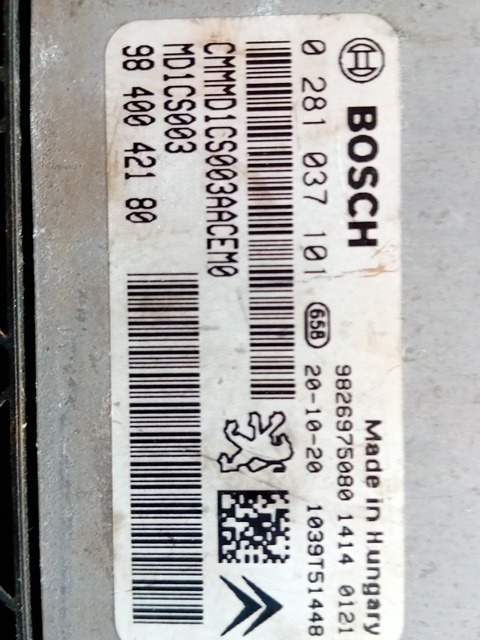 BOSCH
Made in Hungary
9826975080 1414 0121
0 281 037 101
658
20-10-20
1039T51448
CMMMD1CS003AACEM0
MD1CS003
98 400 421 80